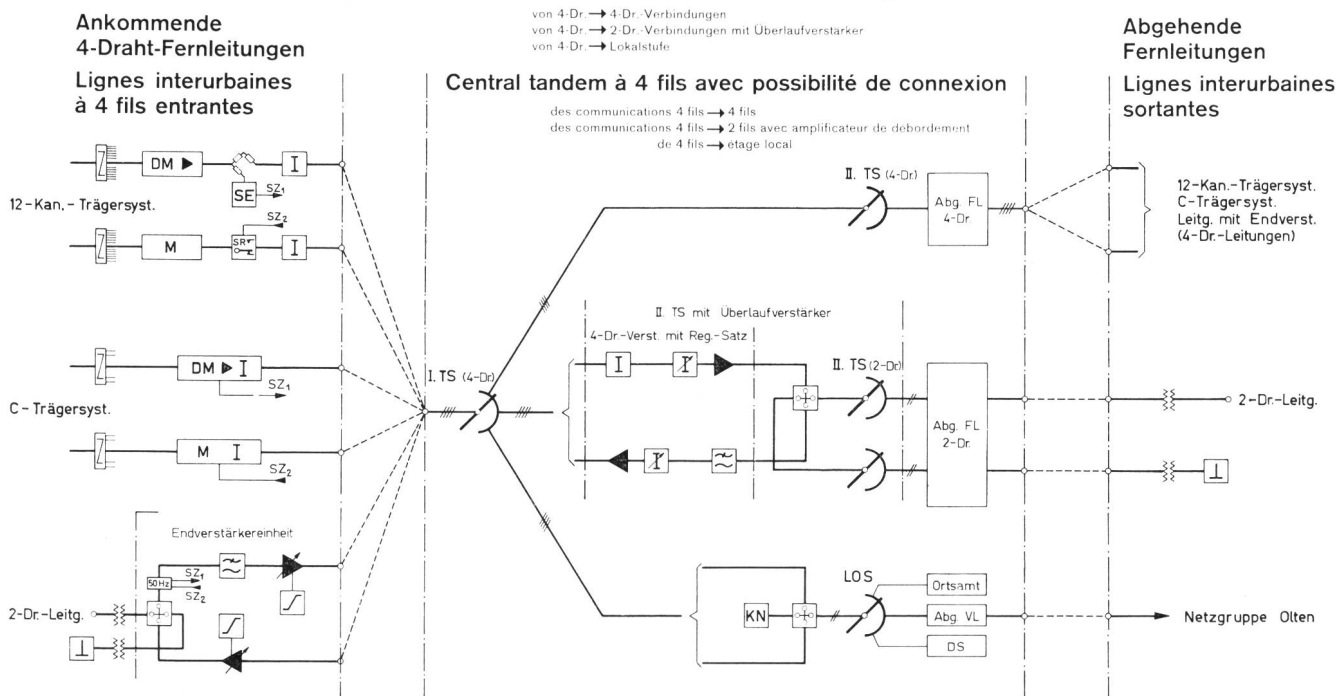 Ankommende
4-Draht-Fernleitungen
Lignes interurbaines
à 4 fils entrantes
von 4-Dr. → 4-Dr.-Verbindungen
von 4-Dr. → 2-Dr.-Verbindungen mit Überlaufverstärker
von 4-Dr. → Lokalstufe
Central tandem à 4 fils avec possibilité de connexion
des communications 4 fils → 4 fils
des communications 4 fils → 2 fils avec amplificateur de débordement
de 4 fils → étage local
Abgehende
Fernleitungen
Lignes interurbaines
sortantes
12-Kan.-Trägersyst.
DM
I
SE
SZ1
SZ2
M
SR
I
C-Trägersyst.
DM I
SZ1
M I
SZ2
Endverstärkereinheit
50Hz
SZ1
SZ2
2-Dr.-Leitg.
I. TS (4-Dr.)
II. TS (4-Dr.)
Abg. FL
4-Dr.
12-Kan.-Trägersyst.
C-Trägersyst.
Leitg. mit Endverst.
(4-Dr.-Leitungen)
II. TS mit Überlaufverstärker
4-Dr.-Verst. mit Reg.-Satz
I
I
I
II. TS (2-Dr.)
Abg. FL
2-Dr.
2-Dr.-Leitg.
KN
LOS
Ortsamt
Abg. VL
DS
Netzgruppe Olten